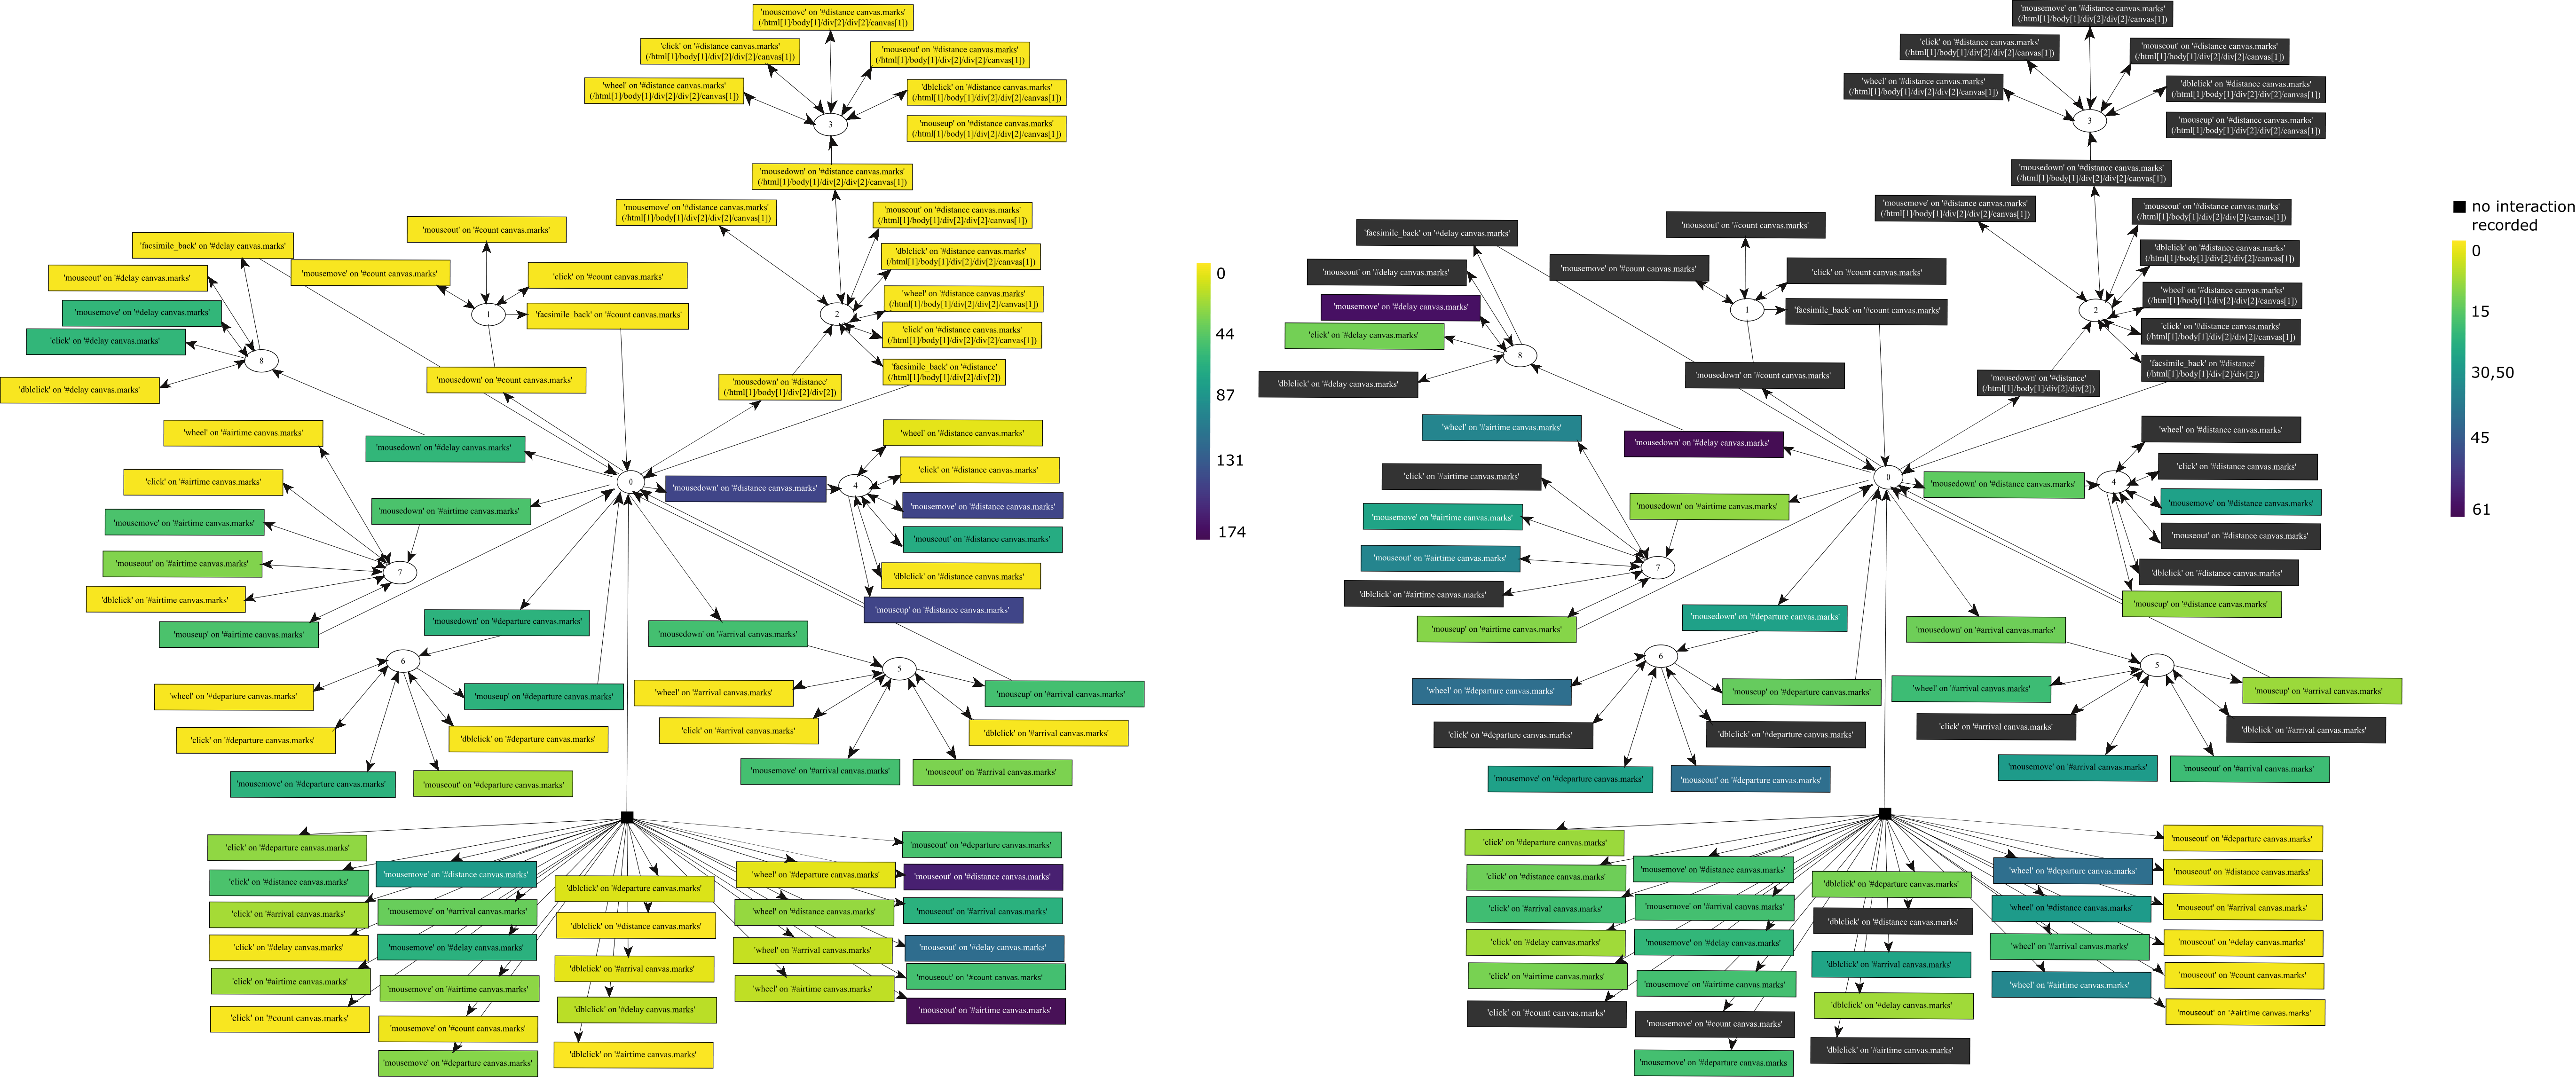 'mousemove' on '#distance canvas.marks'
(/html[1]/body[1]/div[2]/div[2]/canvas[1])
'click' on '#distance canvas.marks'
(/html[1]/body[1]/div[2]/div[2]/canvas[1])
'mouseout' on '#distance canvas.marks'
(/html[1]/body[1]/div[2]/div[2]/canvas[1])
'wheel' on '#distance canvas.marks'
(/html[1]/body[1]/div[2]/div[2]/canvas[1])
'dblclick' on '#distance canvas.marks'
(/html[1]/body[1]/div[2]/div[2]/canvas[1])
3
'mouseup' on '#distance canvas.marks'
(/html[1]/body[1]/div[2]/div[2]/canvas[1])
'mousedown' on '#distance canvas.marks'
(/html[1]/body[1]/div[2]/div[2]/canvas[1])
'mousemove' on '#distance canvas.marks'
(/html[1]/body[1]/div[2]/div[2]/canvas[1])
'mouseout' on '#distance canvas.marks'
(/html[1]/body[1]/div[2]/div[2]/canvas[1])
'mouseout' on '#count canvas.marks'
'facsimile_back' on '#delay canvas.marks'
'dblclick' on '#distance canvas.marks'
(/html[1]/body[1]/div[2]/div[2]/canvas[1])
'mouseout' on '#delay canvas.marks'
'mousemove' on '#count canvas.marks'
'click' on '#count canvas.marks'
'wheel' on '#distance canvas.marks'
(/html[1]/body[1]/div[2]/div[2]/canvas[1])
'mousemove' on '#delay canvas.marks'
1
'facsimile_back' on '#count canvas.marks'
2
'click' on '#distance canvas.marks'
(/html[1]/body[1]/div[2]/div[2]/canvas[1])
'click' on '#delay canvas.marks'
8
'facsimile_back' on '#distance'
(/html[1]/body[1]/div[2]/div[2])
'dblclick' on '#delay canvas.marks'
'mousedown' on '#count canvas.marks'
'mousedown' on '#distance'
(/html[1]/body[1]/div[2]/div[2])
'wheel' on '#airtime canvas.marks'
'mousedown' on '#delay canvas.marks'
'wheel' on '#distance canvas.marks'
'click' on '#airtime canvas.marks'
0
'click' on '#distance canvas.marks'
'mousedown' on '#distance canvas.marks'
4
'mousemove' on '#distance canvas.marks'
'mousedown' on '#airtime canvas.marks'
'mousemove' on '#airtime canvas.marks'
'mouseout' on '#distance canvas.marks'
'mouseout' on '#airtime canvas.marks'
7
'dblclick' on '#distance canvas.marks'
'dblclick' on '#airtime canvas.marks'
'mouseup' on '#distance canvas.marks'
'mouseup' on '#airtime canvas.marks'
'mousedown' on '#departure canvas.marks'
'mousedown' on '#arrival canvas.marks'
6
5
'wheel' on '#departure canvas.marks'
'mouseup' on '#departure canvas.marks'
'wheel' on '#arrival canvas.marks'
'mouseup' on '#arrival canvas.marks'
'click' on '#departure canvas.marks'
'dblclick' on '#departure canvas.marks'
'click' on '#arrival canvas.marks'
'dblclick' on '#arrival canvas.marks'
'mousemove' on '#departure canvas.marks'
'mouseout' on '#departure canvas.marks'
'mousemove' on '#arrival canvas.marks'
'mouseout' on '#arrival canvas.marks'
'click' on '#departure canvas.marks'
'click' on '#distance canvas.marks'
'click' on '#arrival canvas.marks'
'click' on '#delay canvas.marks'
'click' on '#airtime canvas.marks'
'click' on '#count canvas.marks'
'mousemove' on '#distance canvas.marks'
'mousemove' on '#arrival canvas.marks'
'mousemove' on '#delay canvas.marks'
'mousemove' on '#airtime canvas.marks'
'mousemove' on '#count canvas.marks'
'mousemove' on '#departure canvas.marks'
'dblclick' on '#departure canvas.marks'
'dblclick' on '#distance canvas.marks'
'dblclick' on '#arrival canvas.marks'
'dblclick' on '#delay canvas.marks'
'dblclick' on '#airtime canvas.marks'
'wheel' on '#departure canvas.marks'
'wheel' on '#distance canvas.marks'
'wheel' on '#arrival canvas.marks'
'wheel' on '#airtime canvas.marks'
'mouseout' on '#departure canvas.marks'
'mouseout' on '#distance canvas.marks'
'mouseout' on '#arrival canvas.marks'
'mouseout' on '#delay canvas.marks'
'mouseout' on '#count canvas.marks'
'mouseout' on '#airtime canvas.marks'
0
44
87
131
174
'mousemove' on '#distance canvas.marks'
(/html[1]/body[1]/div[2]/div[2]/canvas[1])
'click' on '#distance canvas.marks'
(/html[1]/body[1]/div[2]/div[2]/canvas[1])
'mouseout' on '#distance canvas.marks'
(/html[1]/body[1]/div[2]/div[2]/canvas[1])
'wheel' on '#distance canvas.marks'
(/html[1]/body[1]/div[2]/div[2]/canvas[1])
'dblclick' on '#distance canvas.marks'
(/html[1]/body[1]/div[2]/div[2]/canvas[1])
3
'mouseup' on '#distance canvas.marks'
(/html[1]/body[1]/div[2]/div[2]/canvas[1])
'mousedown' on '#distance canvas.marks'
(/html[1]/body[1]/div[2]/div[2]/canvas[1])
'mousemove' on '#distance canvas.marks'
(/html[1]/body[1]/div[2]/div[2]/canvas[1])
'mouseout' on '#distance canvas.marks'
(/html[1]/body[1]/div[2]/div[2]/canvas[1])
'mouseout' on '#count canvas.marks'
'facsimile_back' on '#delay canvas.marks'
'dblclick' on '#distance canvas.marks'
(/html[1]/body[1]/div[2]/div[2]/canvas[1])
'mouseout' on '#delay canvas.marks'
'mousemove' on '#count canvas.marks'
'click' on '#count canvas.marks'
'wheel' on '#distance canvas.marks'
(/html[1]/body[1]/div[2]/div[2]/canvas[1])
'mousemove' on '#delay canvas.marks'
1
'facsimile_back' on '#count canvas.marks'
2
'click' on '#distance canvas.marks'
(/html[1]/body[1]/div[2]/div[2]/canvas[1])
'click' on '#delay canvas.marks'
8
'facsimile_back' on '#distance'
(/html[1]/body[1]/div[2]/div[2])
'dblclick' on '#delay canvas.marks'
'mousedown' on '#count canvas.marks'
'mousedown' on '#distance'
(/html[1]/body[1]/div[2]/div[2])
'wheel' on '#airtime canvas.marks'
'mousedown' on '#delay canvas.marks'
'wheel' on '#distance canvas.marks'
'click' on '#airtime canvas.marks'
0
'click' on '#distance canvas.marks'
'mousedown' on '#distance canvas.marks'
4
'mousemove' on '#distance canvas.marks'
'mousedown' on '#airtime canvas.marks'
'mousemove' on '#airtime canvas.marks'
'mouseout' on '#distance canvas.marks'
'mouseout' on '#airtime canvas.marks'
7
'dblclick' on '#distance canvas.marks'
'dblclick' on '#airtime canvas.marks'
'mouseup' on '#distance canvas.marks'
'mouseup' on '#airtime canvas.marks'
'mousedown' on '#departure canvas.marks'
'mousedown' on '#arrival canvas.marks'
6
5
'wheel' on '#departure canvas.marks'
'mouseup' on '#departure canvas.marks'
'wheel' on '#arrival canvas.marks'
'mouseup' on '#arrival canvas.marks'
'click' on '#departure canvas.marks'
'dblclick' on '#departure canvas.marks'
'click' on '#arrival canvas.marks'
'dblclick' on '#arrival canvas.marks'
'mousemove' on '#departure canvas.marks'
'mouseout' on '#departure canvas.marks'
'mousemove' on '#arrival canvas.marks'
'mouseout' on '#arrival canvas.marks'
'click' on '#departure canvas.marks'
'click' on '#distance canvas.marks'
'click' on '#arrival canvas.marks'
'click' on '#delay canvas.marks'
'click' on '#airtime canvas.marks'
'click' on '#count canvas.marks'
'mousemove' on '#distance canvas.marks'
'mousemove' on '#arrival canvas.marks'
'mousemove' on '#delay canvas.marks'
'mousemove' on '#airtime canvas.marks'
'mousemove' on '#count canvas.marks'
'mousemove' on '#departure canvas.marks
'dblclick' on '#departure canvas.marks'
'dblclick' on '#distance canvas.marks'
'dblclick' on '#arrival canvas.marks'
'dblclick' on '#delay canvas.marks'
'dblclick' on '#airtime canvas.marks'
'wheel' on '#departure canvas.marks'
'wheel' on '#distance canvas.marks'
'wheel' on '#arrival canvas.marks'
'wheel' on '#airtime canvas.marks'
'mouseout' on '#departure canvas.marks'
'mouseout' on '#distance canvas.marks'
'mouseout' on '#arrival canvas.marks'
'mouseout' on '#delay canvas.marks'
'mouseout' on '#count canvas.marks'
'mouseout' on '#airtime canvas.marks'
no interaction
recorded
0
15
30,50
45
61